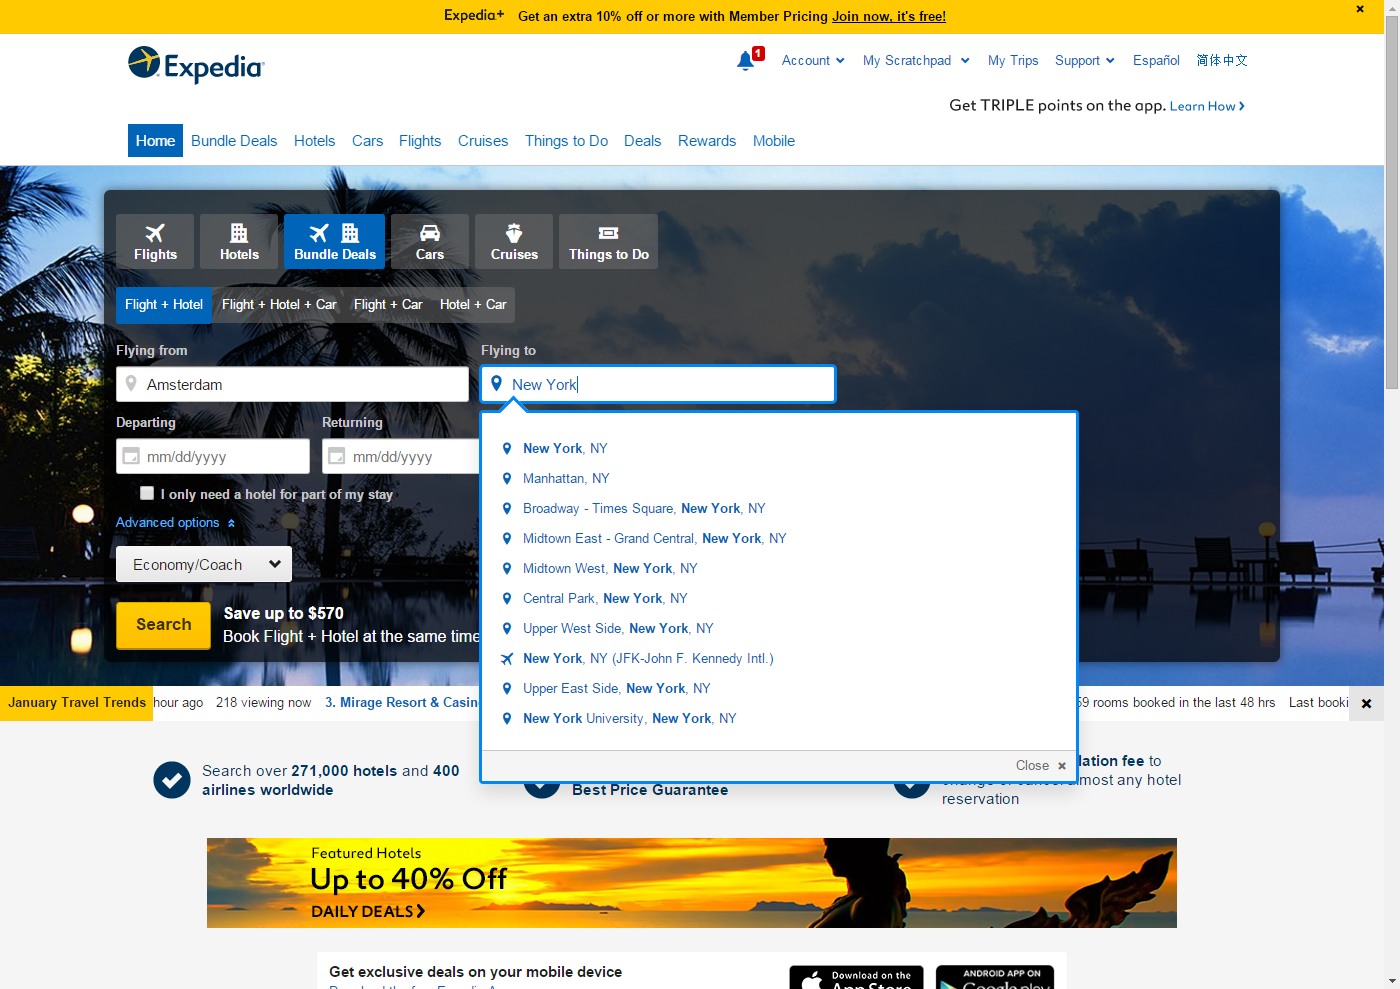 Expedia+ Get an extra 10% off or more with Member Pricing Join now, it's free!
Expedia
1 Account My Scratchpad My Trips Support Español 简体中文
Get TRIPLE points on the app. Learn How
Home Bundle Deals Hotels Cars Flights Cruises Things to Do Deals Rewards Mobile
Flights Hotels Bundle Deals Cars Cruises Things to Do
Flight + Hotel Flight + Hotel + Car Flight + Car Hotel + Car
Flying from Flying to
Amsterdam New York
Departing Returning
mm/dd/yyyy mm/dd/yyyy
I only need a hotel for part of my stay
Advanced options
Economy/Coach
Search
Save up to $570
Book Flight + Hotel at the same time
New York, NY
Manhattan, NY
Broadway - Times Square, New York, NY
Midtown East - Grand Central, New York, NY
Midtown West, New York, NY
Central Park, New York, NY
Upper West Side, New York, NY
New York, NY (JFK-John F. Kennedy Intl.)
Upper East Side, New York, NY
New York University, New York, NY
Close
January Travel Trends hour ago 218 viewing now 3. Mirage Resort & 59 rooms booked in the last 48 hrs Last
Search over 271,000 hotels and 400
airlines worldwide
Best Price Guarantee
fee to
almost any hotel
reservation
Featured Hotels
Up to 40% Off
DAILY DEALS
Get exclusive deals on your mobile device
Download on the
App Store
ANDROID APP ON
Google play